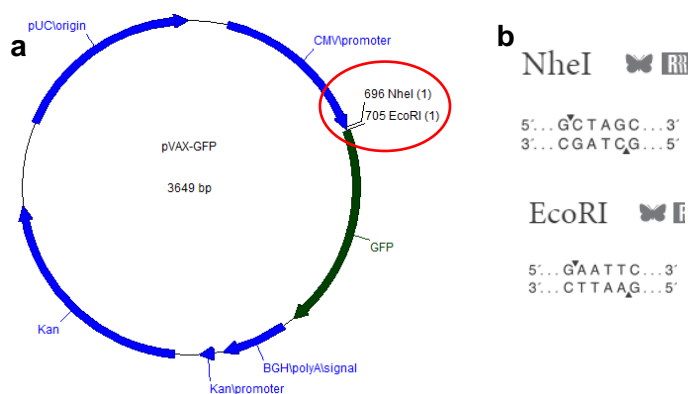 a
pUC\origin
CMV\promoter
696 NheI (1)
705 EcoRI (1)
pVAX-GFP
3649 bp
GFP
Kan
BGH\polyA\signal
Kan\promoter
b
NheI
5′...GCTAGC...3′
3′...CGATCG...5′
EcoRI
5′...GAATTC...3′
3′...CTTAAG...5′